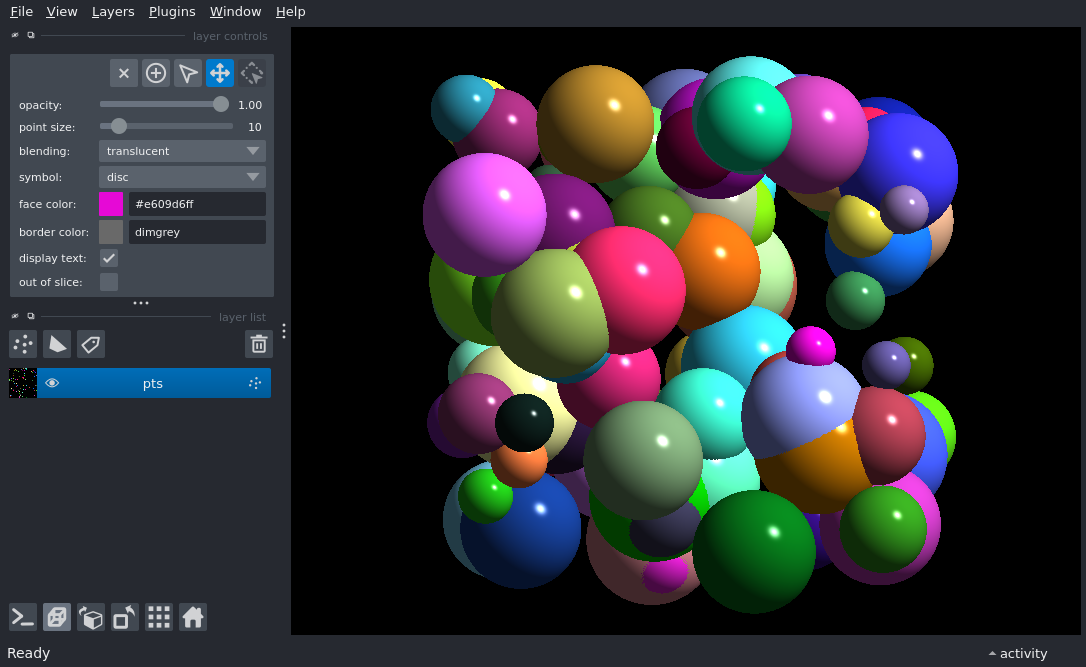 File View Layers Plugins Window Help
layer controls
opacity: 1.00
point size: 10
blending: translucent
symbol: disc
face color: #e609d6ff
border color: dimgrey
display text:
out of slice:
layer list
pts
Ready
activity